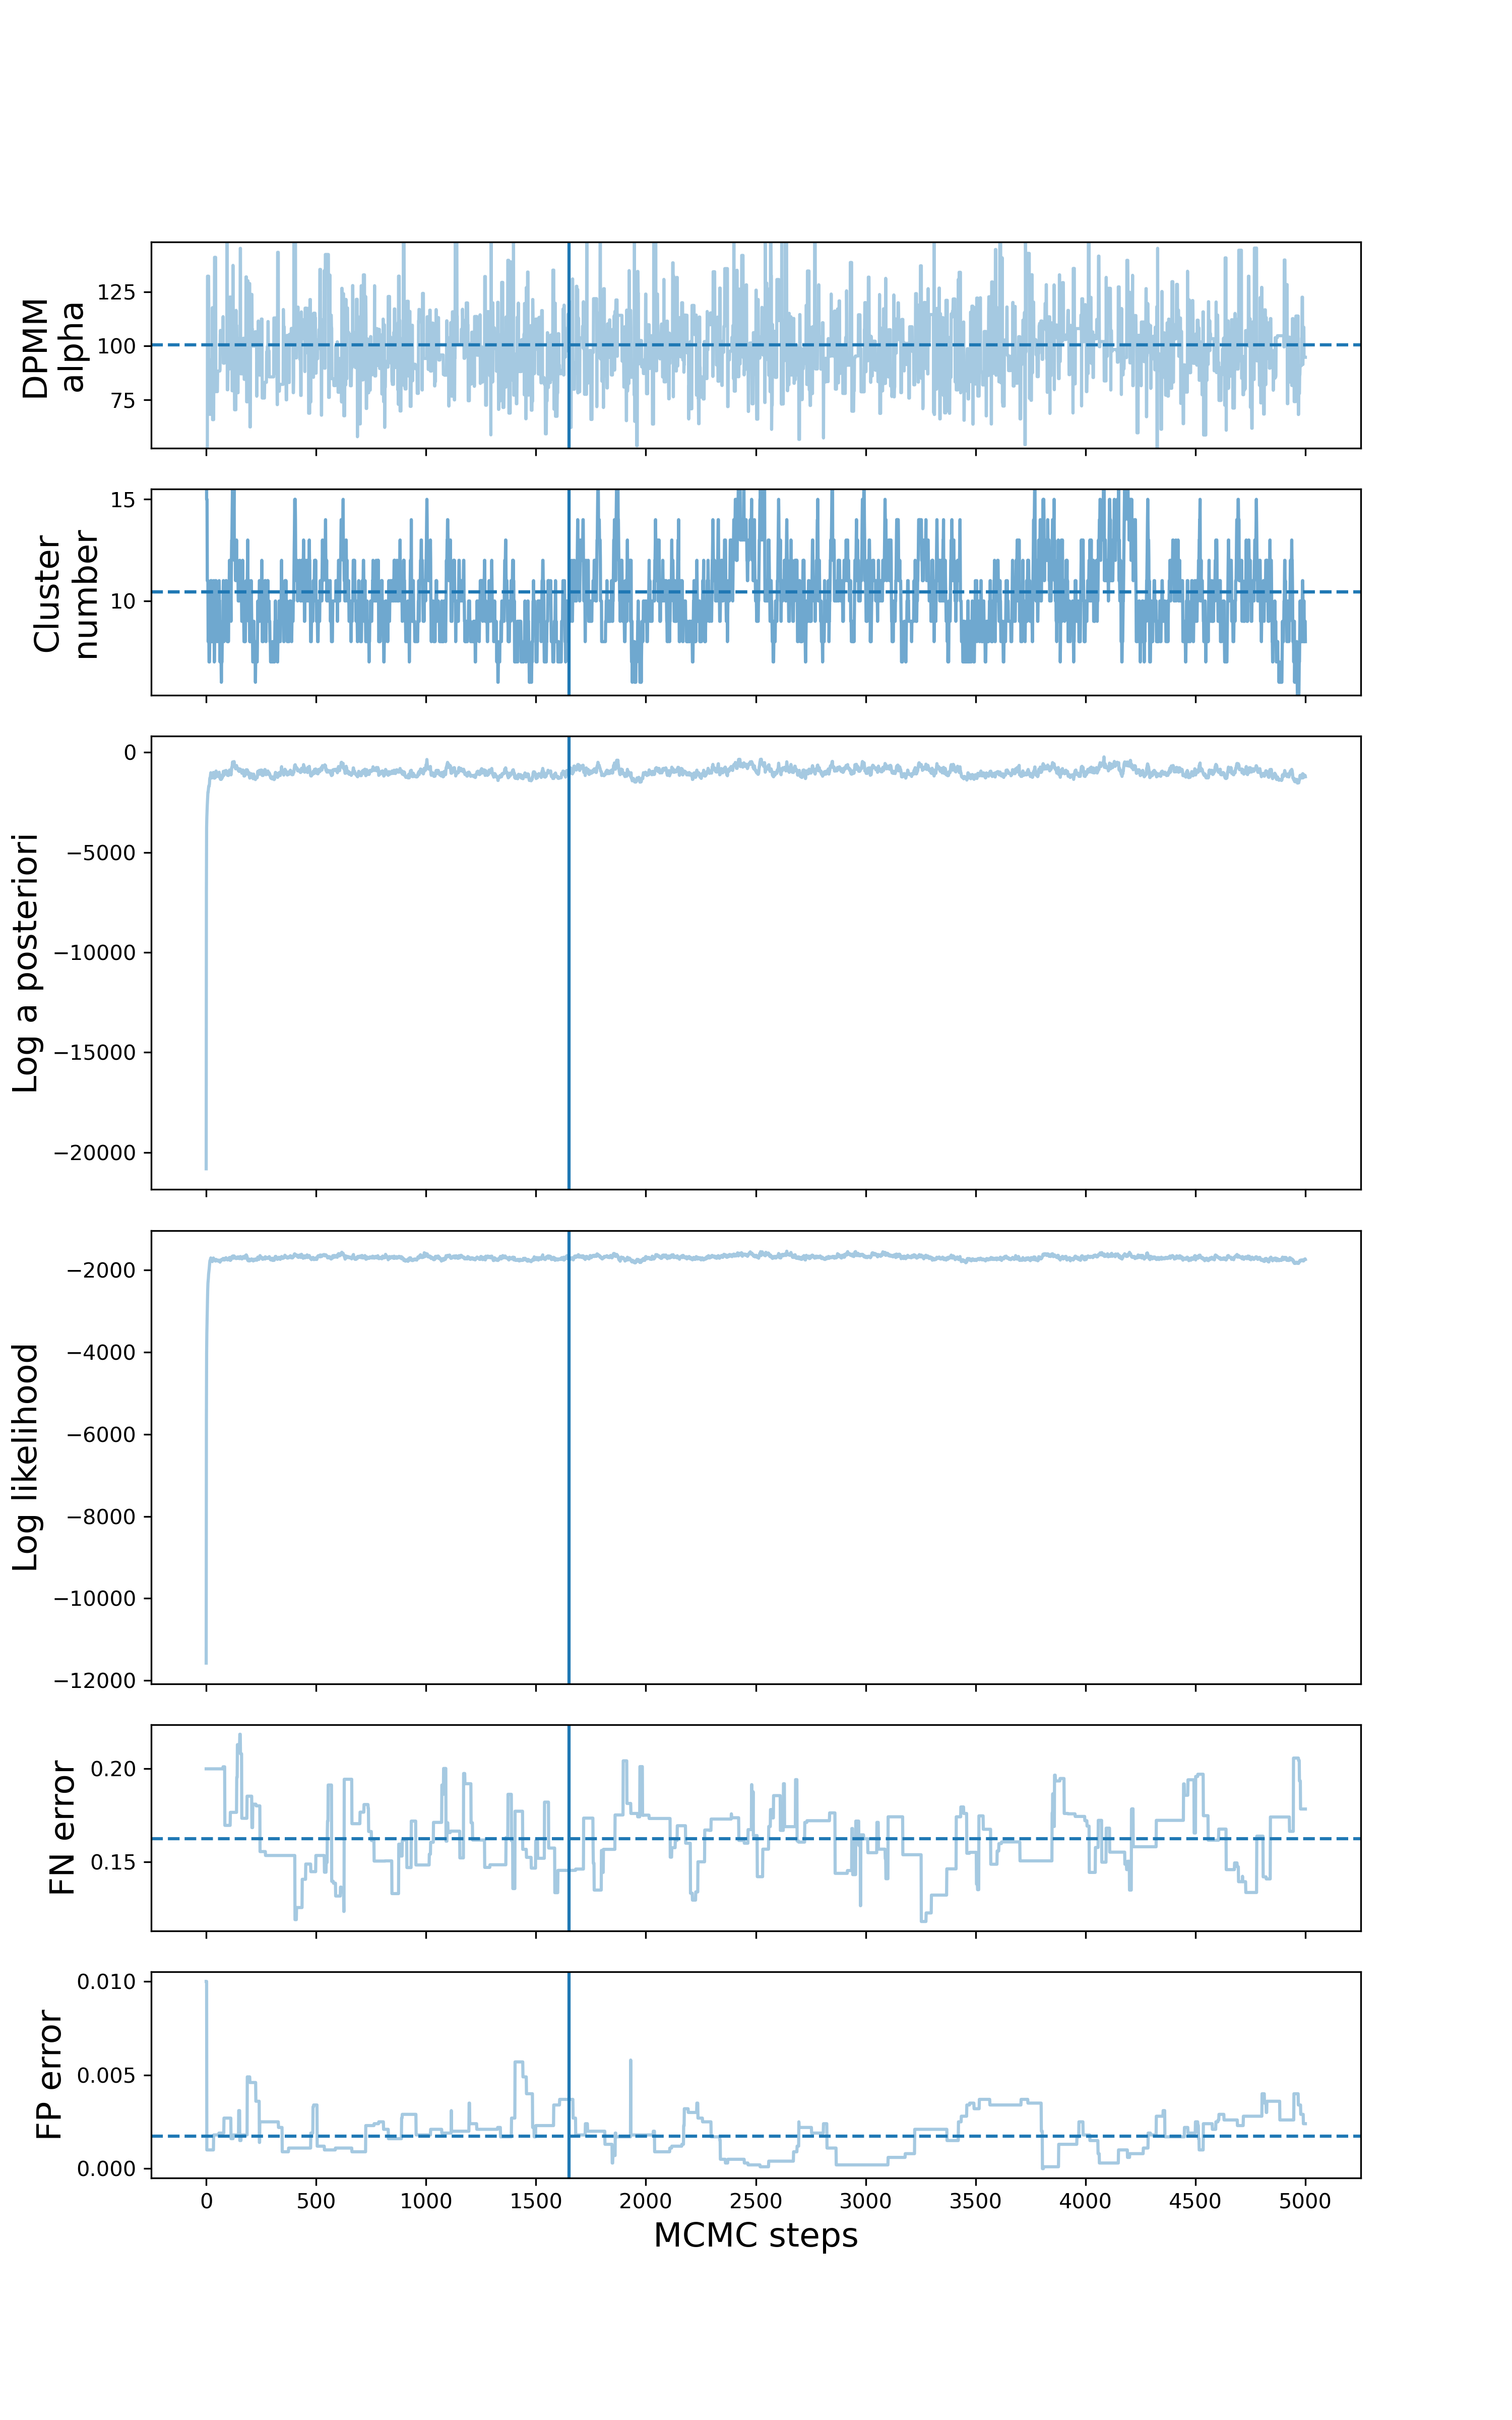 DPMM
alpha
125
100
75
Cluster
number
15
10
Log a posteriori
0
−5000
−10000
−15000
−20000
Log likelihood
−2000
−4000
−6000
−8000
−10000
−12000
FN error
0.20
0.15
FP error
0.010
0.005
0.000
0 500 1000 1500 2000 2500 3000 3500 4000 4500 5000
MCMC steps